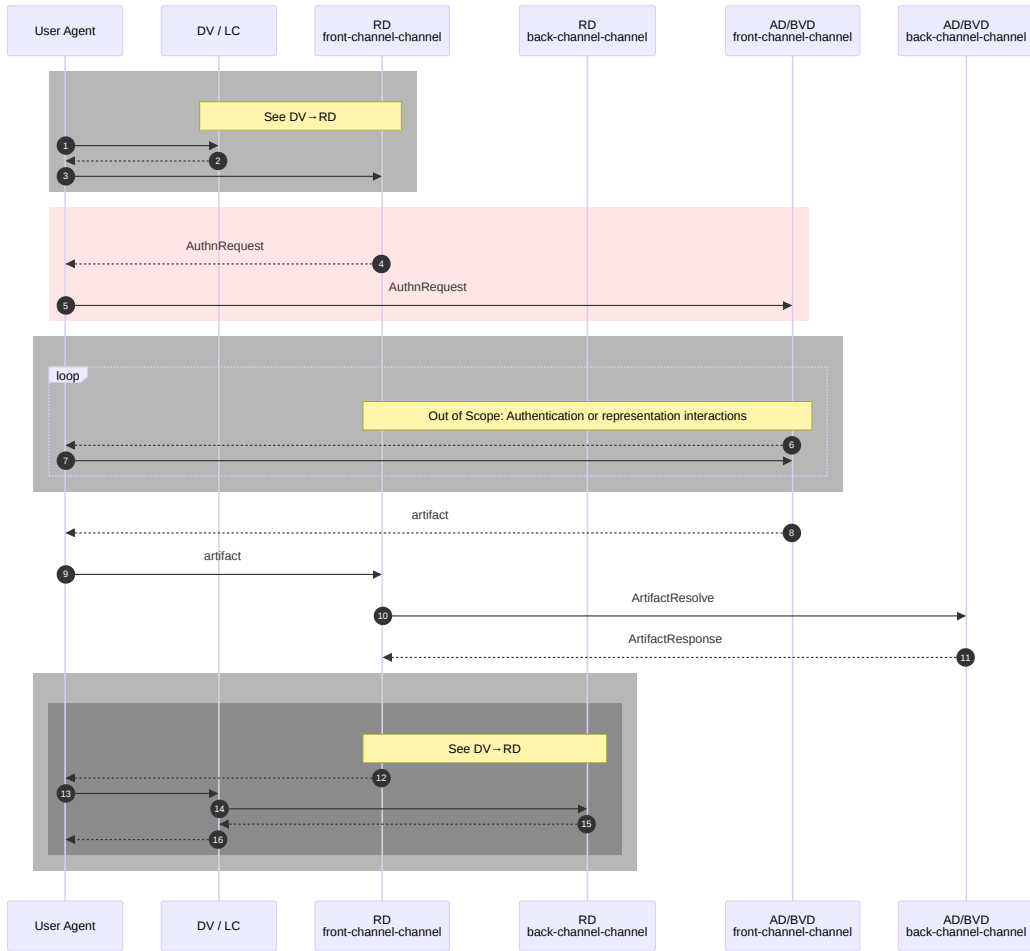 User Agent
DV / LC
RD
front-channel-channel
RD
back-channel-channel
AD/BVD
front-channel-channel
AD/BVD
back-channel-channel
See DV→RD
1
2
3
AuthnRequest
4
AuthnRequest
5
loop
Out of Scope: Authentication or representation interactions
6
7
artifact
8
artifact
9
ArtifactResolve
10
ArtifactResponse
11
See DV→RD
12
13
14
15
16
User Agent
DV / LC
RD
front-channel-channel
RD
back-channel-channel
AD/BVD
front-channel-channel
AD/BVD
back-channel-channel